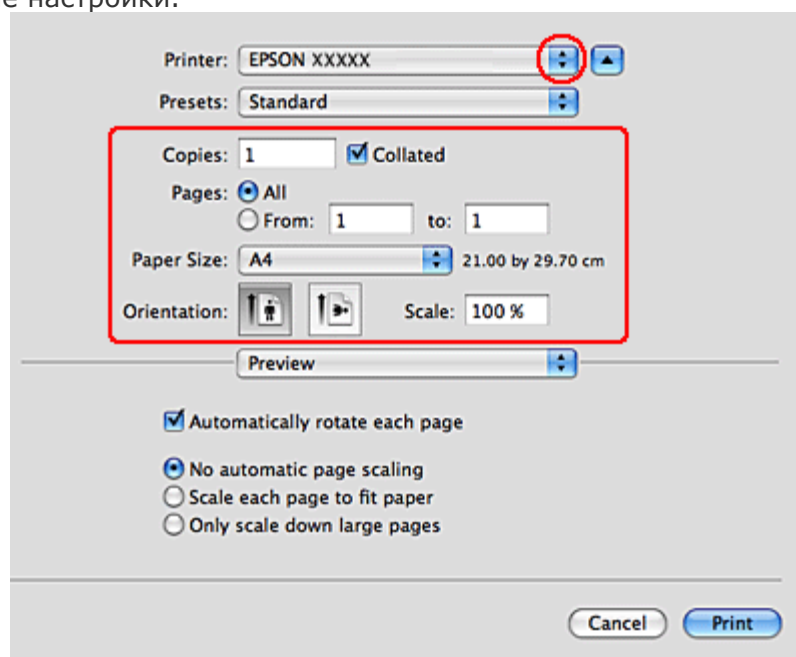 е настройки.
Printer: EPSON XXXXX
Presets: Standard
Copies: 1 Collated
Pages: All
From: 1 to: 1
Paper Size: A4 21.00 by 29.70 cm
Orientation: Scale: 100 %
Preview
Automatically rotate each page
No automatic page scaling
Scale each page to fit paper
Only scale down large pages
Cancel Print